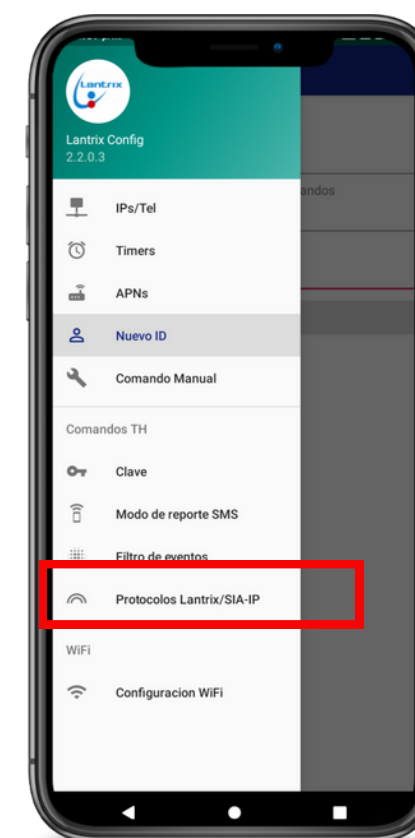 Lantrix
Lantrix Config
2.2.0.3
andos
IPs/Tel
Timers
APNs
Nuevo ID
Comando Manual
Comandos TH
Clave
Modo de reporte SMS
Filtro de eventos
Protocolos Lantrix/SIA-IP
WiFi
Configuracion WiFi